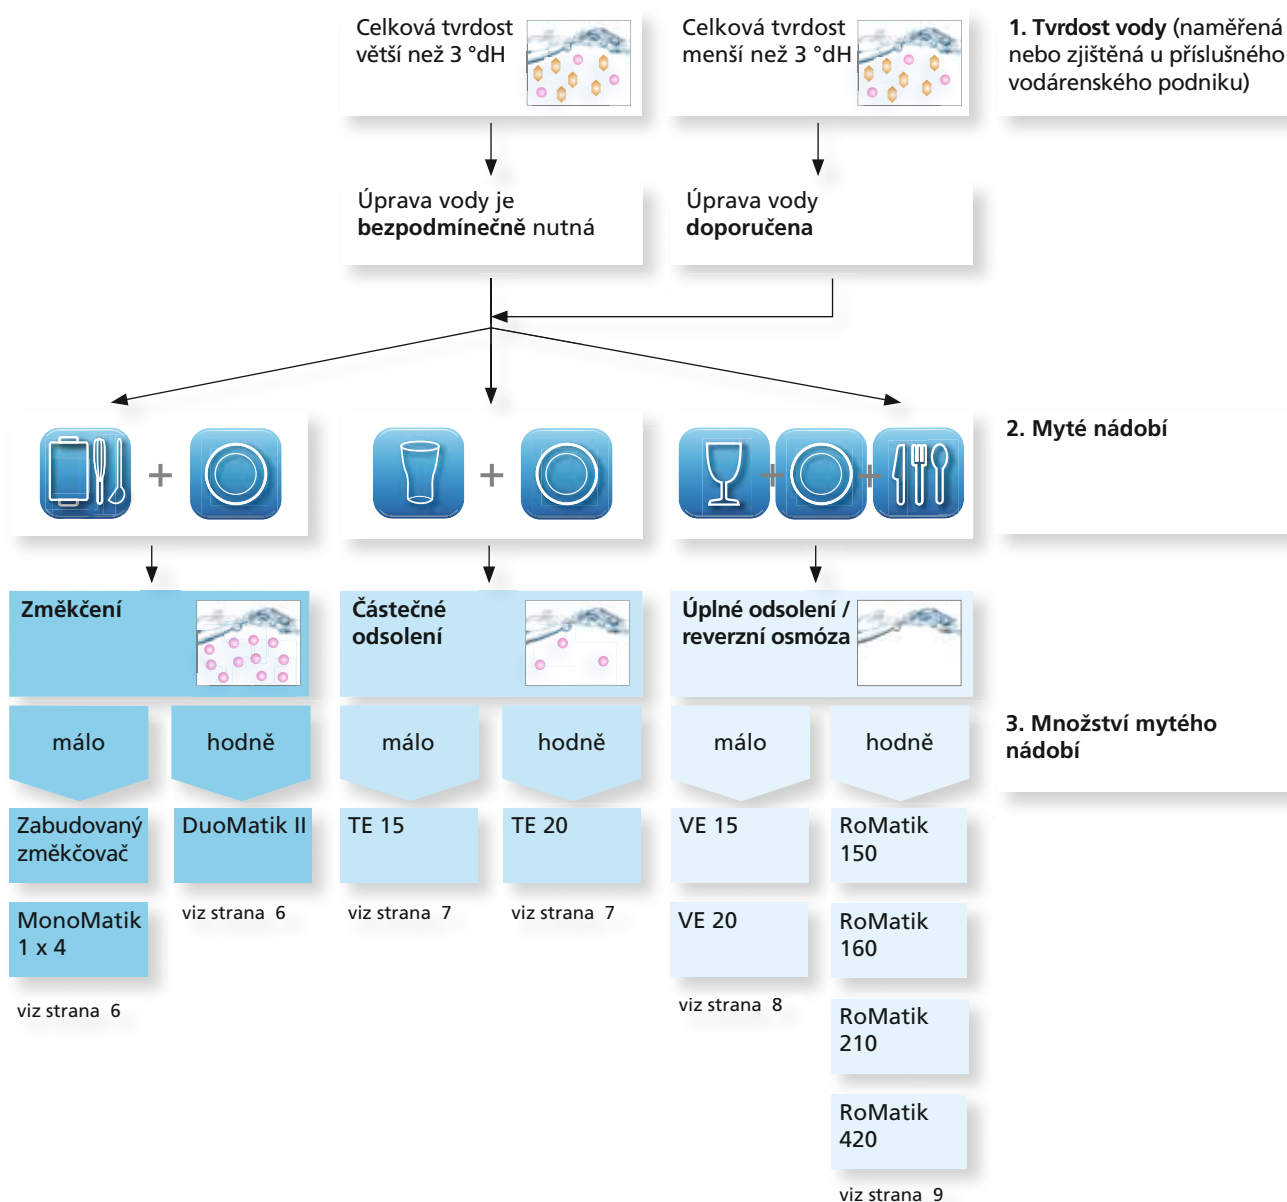 Celková tvrdost
větší než 3 °dH
Celková tvrdost
menší než 3 °dH
1. Tvrdost vody (naměřená
nebo zjištěná u příslušného
vodárenského podniku)
Úprava vody je
bezpodmínečně nutná
Úprava vody
doporučena
+
+
+
+
2. Myté nádobí
Změkčení
Částečné
odsolení
Úplné odsolení /
reverzní osmóza
málo
hodně
málo
hodně
málo
hodně
3. Množství mytého
nádobí
Zabudovaný
změkčovač
MonoMatik
1 x 4
viz strana 6
DuoMatik II
viz strana 6
TE 15
viz strana 7
TE 20
viz strana 7
VE 15
VE 20
viz strana 8
RoMatik
150
RoMatik
160
RoMatik
210
RoMatik
420
viz strana 9